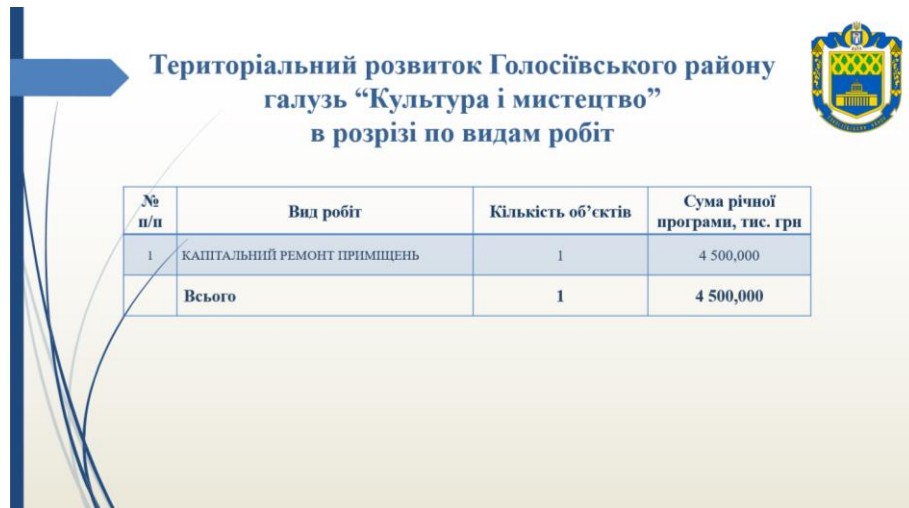 Територіальний розвиток Голосіївського району
галузь “Культура і мистецтво”
в розрізі по видам робіт
№ п/п Вид робіт Кількість об’єктів Сума річної програми, тис. грн
1 КАПІТАЛЬНИЙ РЕМОНТ ПРИМІЩЕНЬ 1 4 500,000
Всього 1 4 500,000